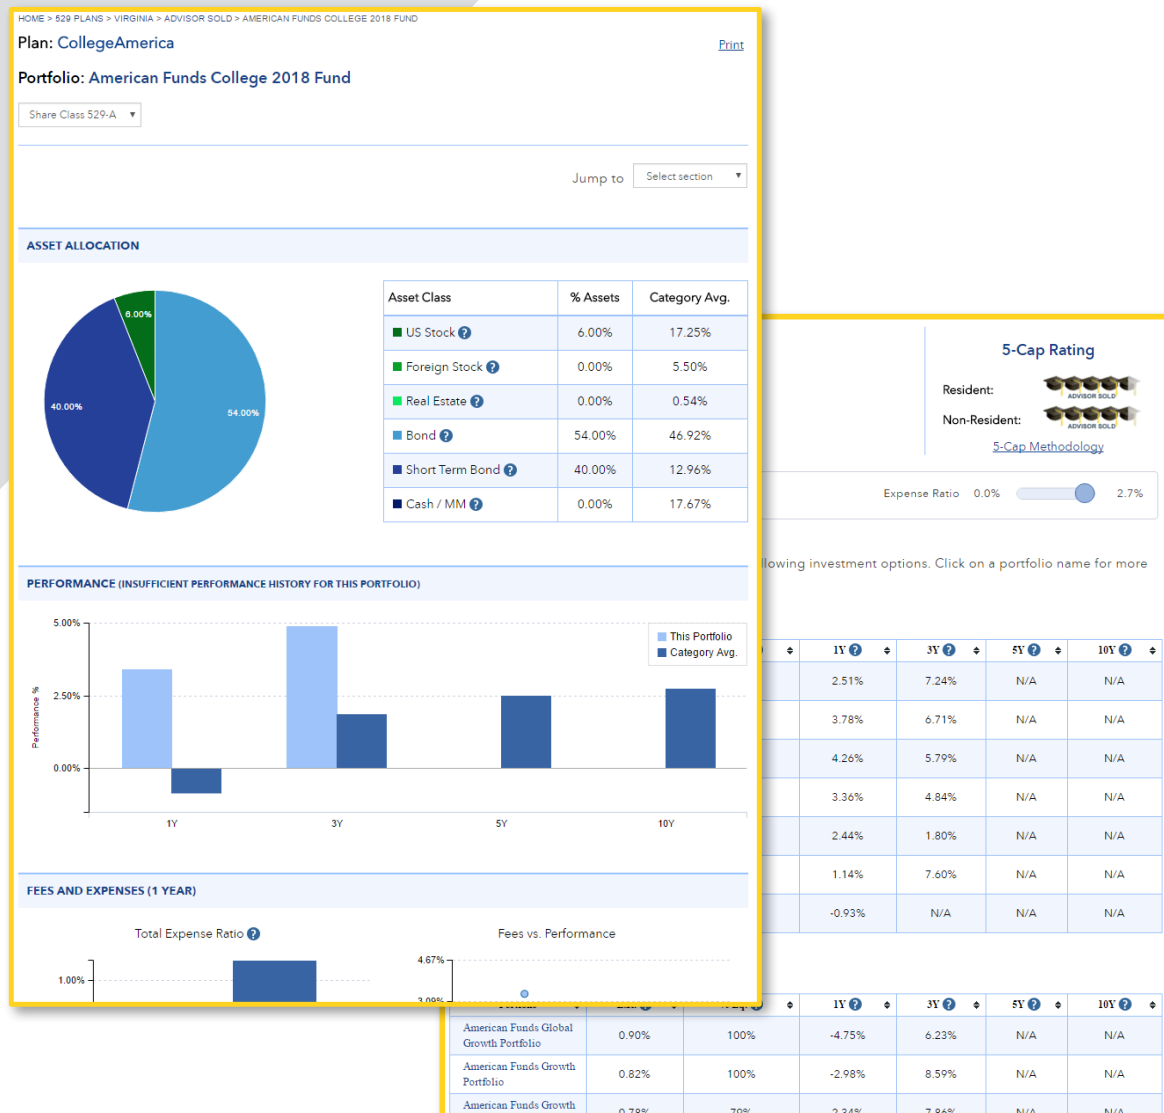 HOME > 529 PLANS > VIRGINIA > ADVISOR SOLD > AMERICAN FUNDS COLLEGE 2018 FUND
Plan: CollegeAmerica
Print
Portfolio: American Funds College 2018 Fund
Share Class 529-A
Jump to Select section
ASSET ALLOCATION
6.00%
40.00%
54.00%
Asset Class % Assets Category Avg.
US Stock ? 6.00% 17.25%
Foreign Stock ? 0.00% 5.50%
Real Estate ? 0.00% 0.54%
Bond ? 54.00% 46.92%
Short Term Bond ? 40.00% 12.96%
Cash / MM ? 0.00% 17.67%
PERFORMANCE (INSUFFICIENT PERFORMANCE HISTORY FOR THIS PORTFOLIO)
5.00%
2.50%
0.00%
Performance %
This Portfolio
Category Avg.
1Y 3Y 5Y 10Y
FEES AND EXPENSES (1 YEAR)
Total Expense Ratio ?
1.00%
Fees vs. Performance
4.67%
3.09%
5-Cap Rating
Resident: ADVISOR SOLD
Non-Resident: ADVISOR SOLD
5-Cap Methodology
Expense Ratio 0.0% 2.7%
llowing investment options. Click on a portfolio name for more
1Y ? 3Y ? 5Y ? 10Y ?
2.51% 7.24% N/A N/A
3.78% 6.71% N/A N/A
4.26% 5.79% N/A N/A
3.36% 4.84% N/A N/A
2.44% 1.80% N/A N/A
1.14% 7.60% N/A N/A
-0.93% N/A N/A N/A
1Y ? 3Y ? 5Y ? 10Y ?
American Funds Global
Growth Portfolio 0.90% 100% -4.75% 6.23% N/A N/A
American Funds Growth
Portfolio 0.82% 100% -2.98% 8.59% N/A N/A
American Funds Growth
0.78% 79% -2.34% 7.86% N/A N/A